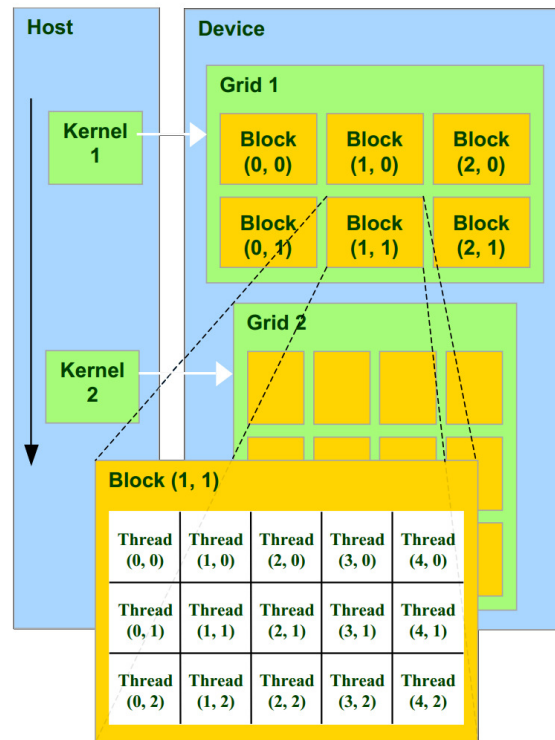 Host
Device
Grid 1
Kernel
1
Block
(0, 0)
Block
(1, 0)
Block
(2, 0)
Block
(0, 1)
Block
(1, 1)
Block
(2, 1)
Grid 2
Kernel
2
Block (1, 1)
Thread
(0, 0)
Thread
(1, 0)
Thread
(2, 0)
Thread
(3, 0)
Thread
(4, 0)
Thread
(0, 1)
Thread
(1, 1)
Thread
(2, 1)
Thread
(3, 1)
Thread
(4, 1)
Thread
(0, 2)
Thread
(1, 2)
Thread
(2, 2)
Thread
(3, 2)
Thread
(4, 2)